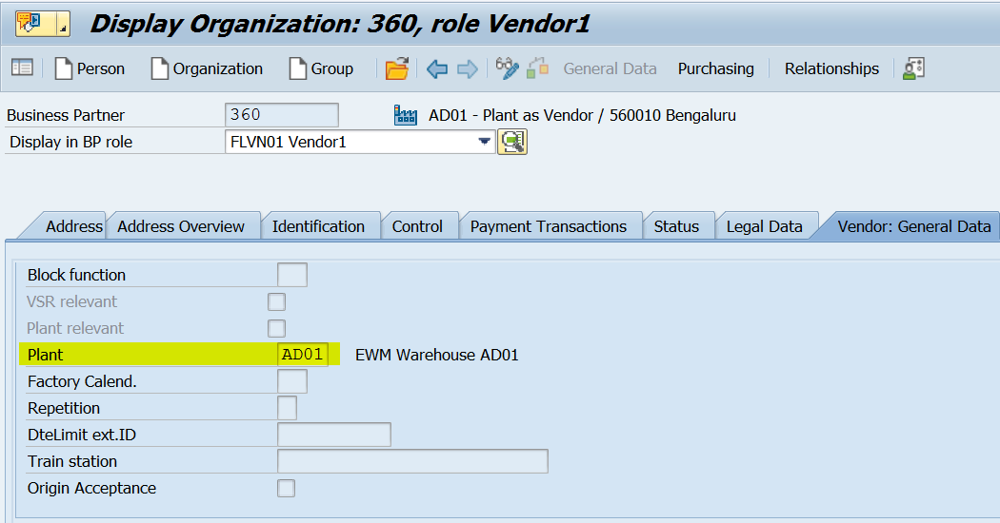 Display Organization: 360, role Vendor1
Person Organization Group General Data Purchasing Relationships
Business Partner 360 AD01 - Plant as Vendor / 560010 Bengaluru
Display in BP role FLVN01 Vendor1
Address Address Overview Identification Control Payment Transactions Status Legal Data Vendor: General Data
Block function
VSR relevant
Plant relevant
Plant AD01 EWM Warehouse AD01
Factory Calend.
Repetition
DteLimit ext.ID
Train station
Origin Acceptance